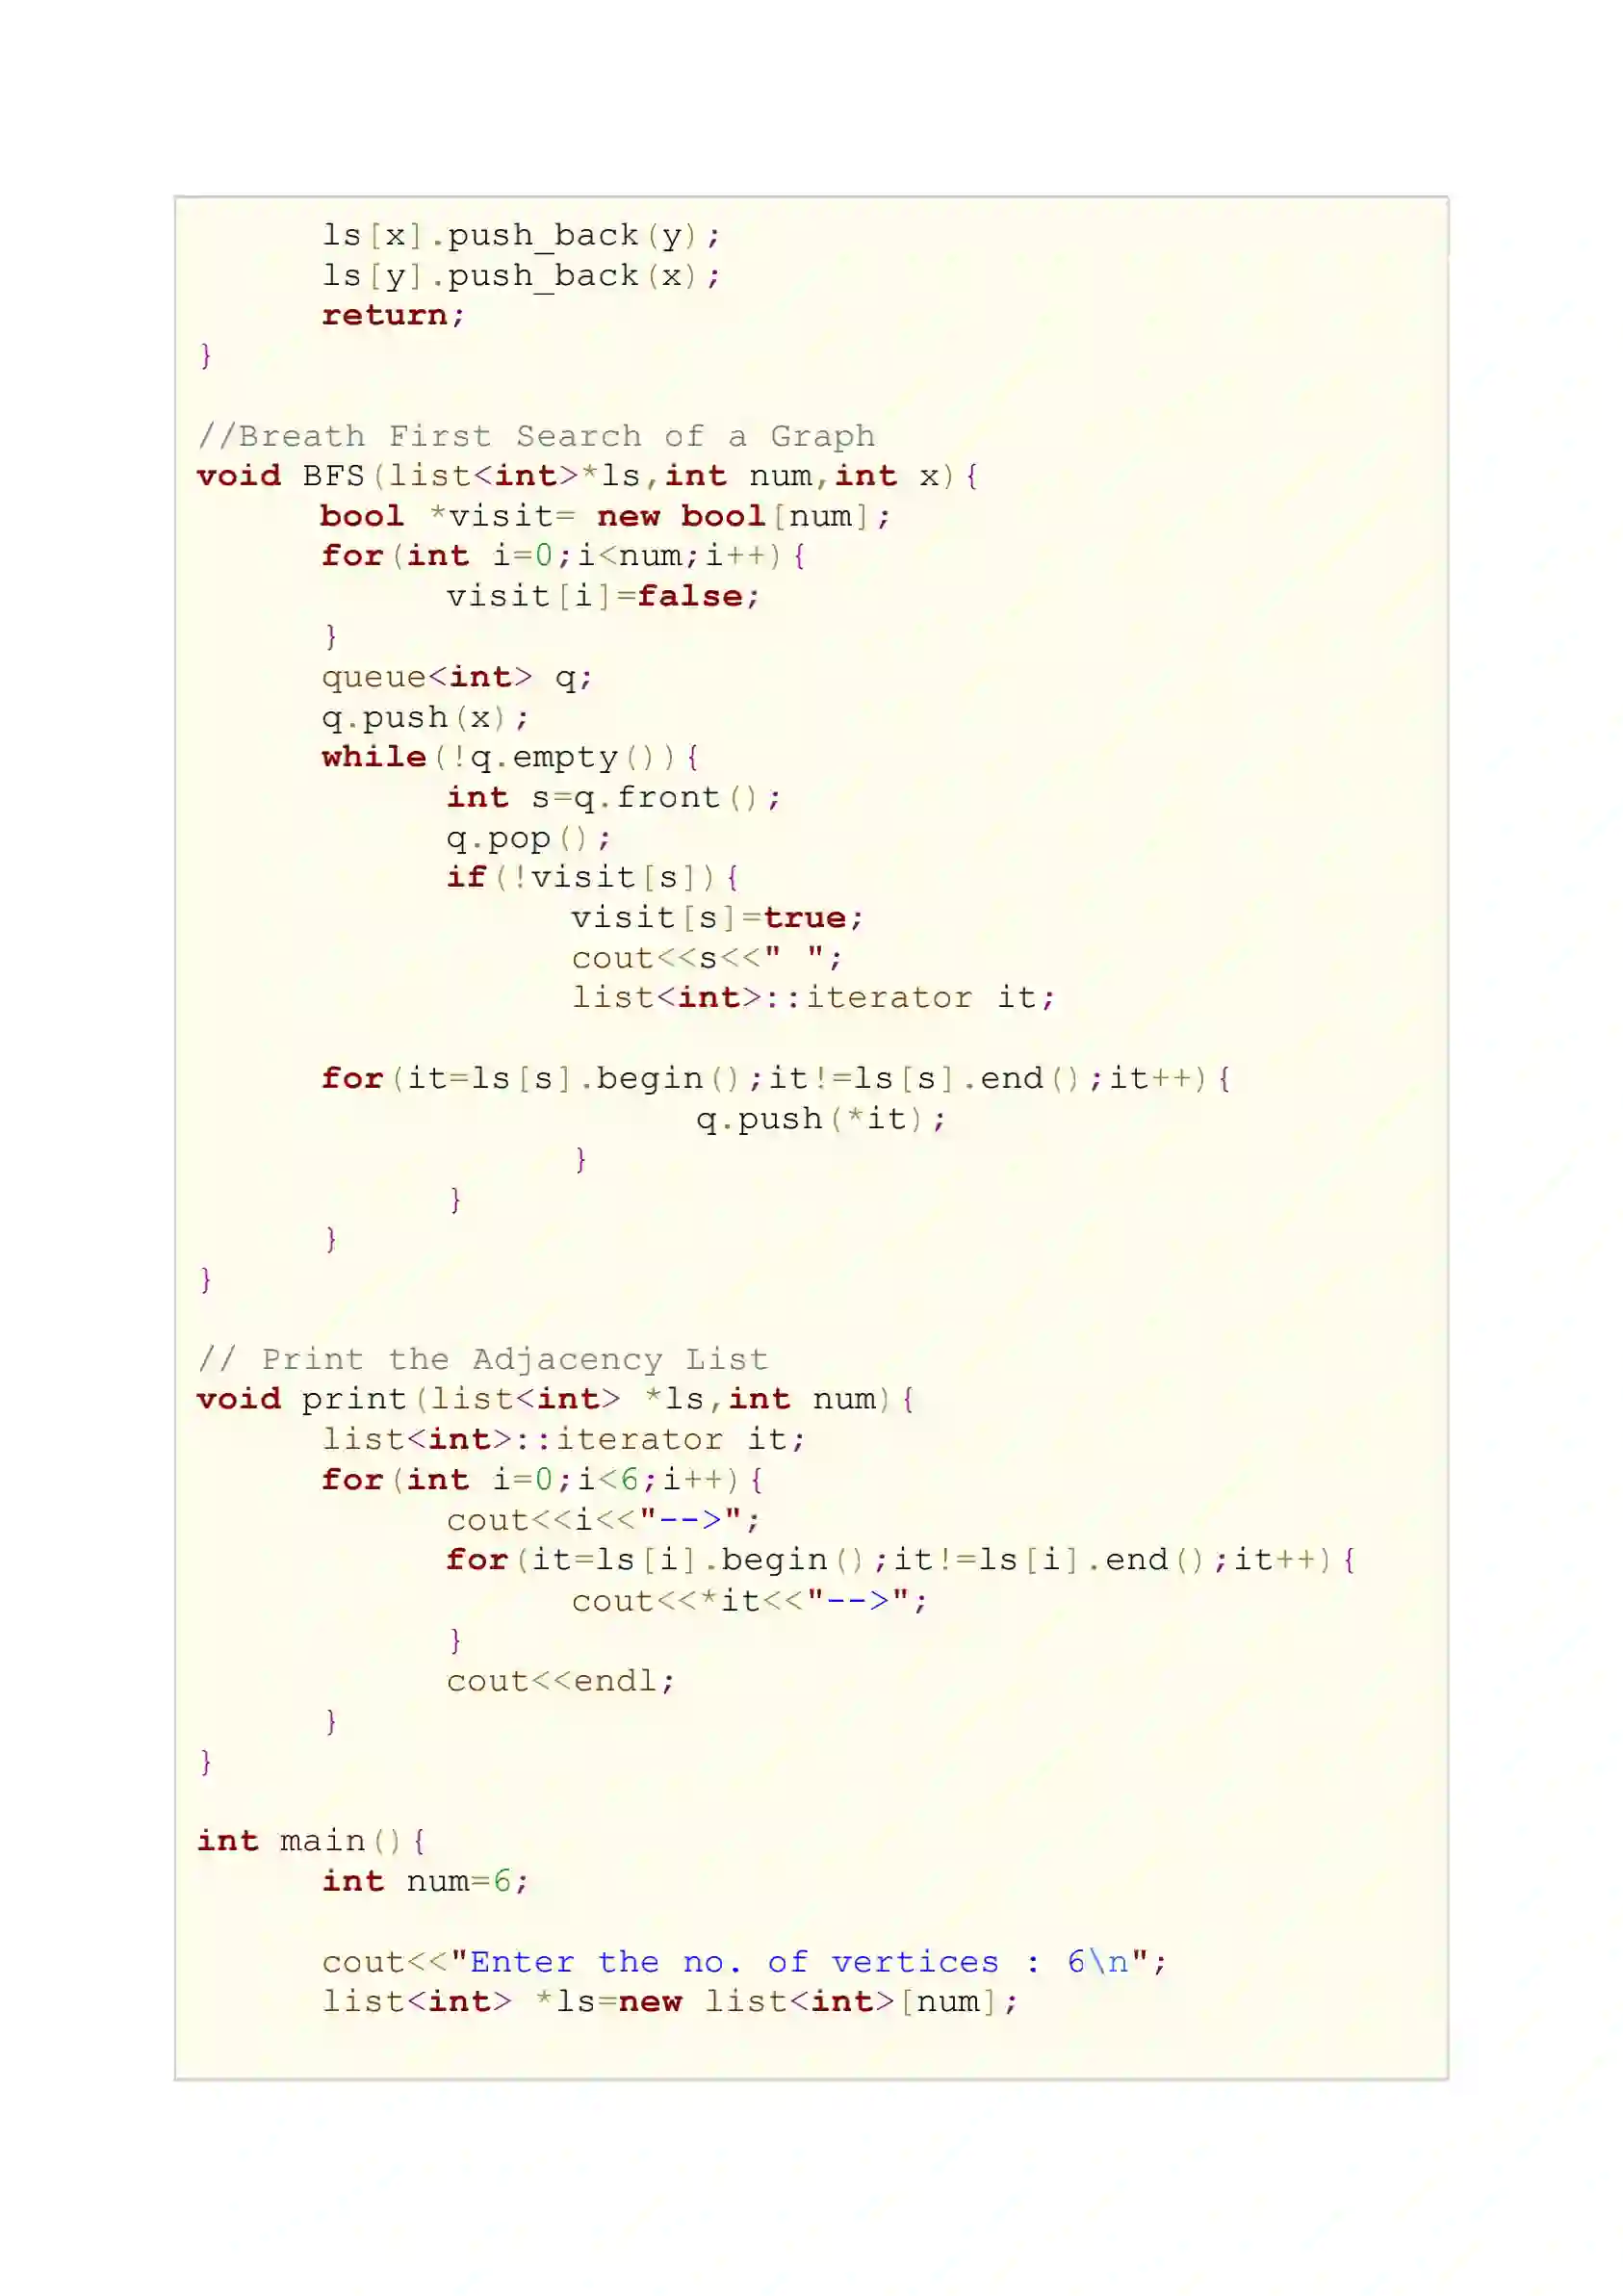 ls[x].push_back(y);
ls[y].push_back(x);
return;
}
//Breath First Search of a Graph
void BFS(list<int>*ls,int num,int x){
bool *visit= new bool[num];
for(int i=0;i<num;i++){
visit[i]=false;
}
queue<int> q;
q.push(x);
while(!q.empty()){
int s=q.front();
q.pop();
if(!visit[s]){
visit[s]=true;
cout<<s<<" ";
list<int>::iterator it;
for(it=ls[s].begin();it!=ls[s].end();it++){
q.push(*it);
}
}
}
}
// Print the Adjacency List
void print(list<int> *ls,int num){
list<int>::iterator it;
for(int i=0;i<6;i++){
cout<<i<<"-->";
for(it=ls[i].begin();it!=ls[i].end();it++){
cout<<*it<<"-->";
}
cout<<endl;
}
}
int main(){
int num=6;
cout<<"Enter the no. of vertices : 6\n";
list<int> *ls=new list<int>[num];